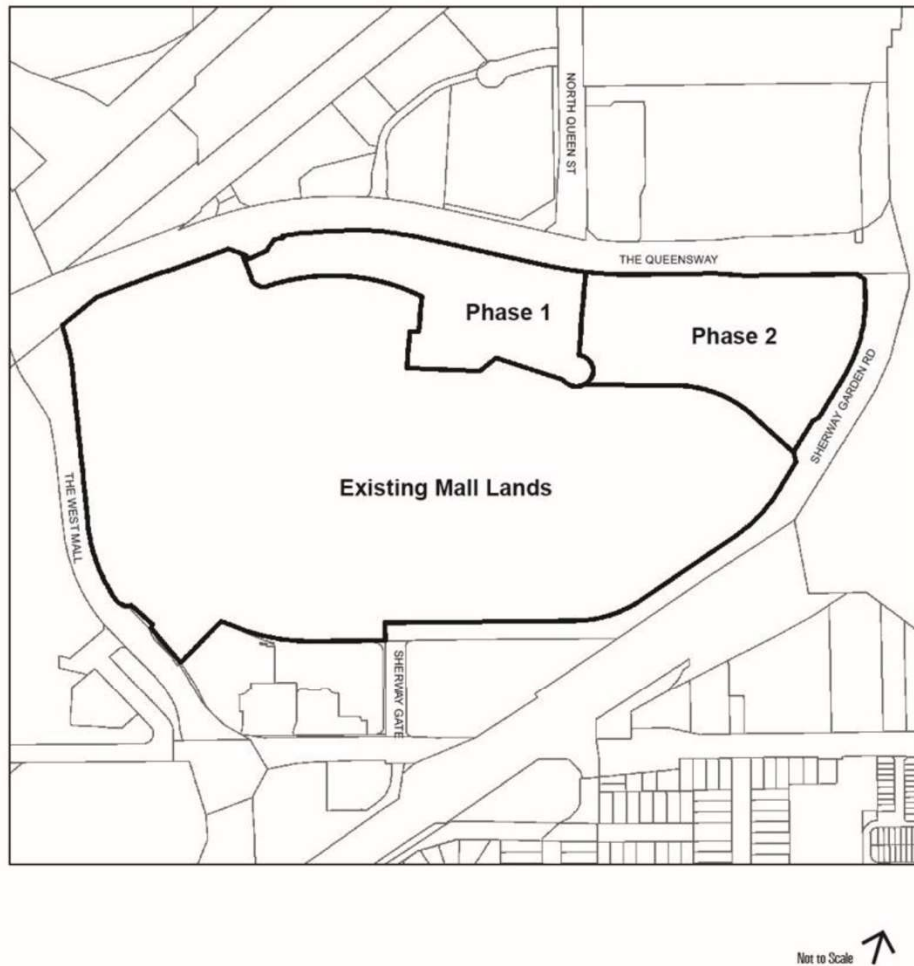 NORTH QUEEN ST
THE QUEENSWAY
Phase 1
Phase 2
SHERWAY GARDEN RD
Existing Mall Lands
THE WEST MALL
SHERWAY GATE
Not to Scale